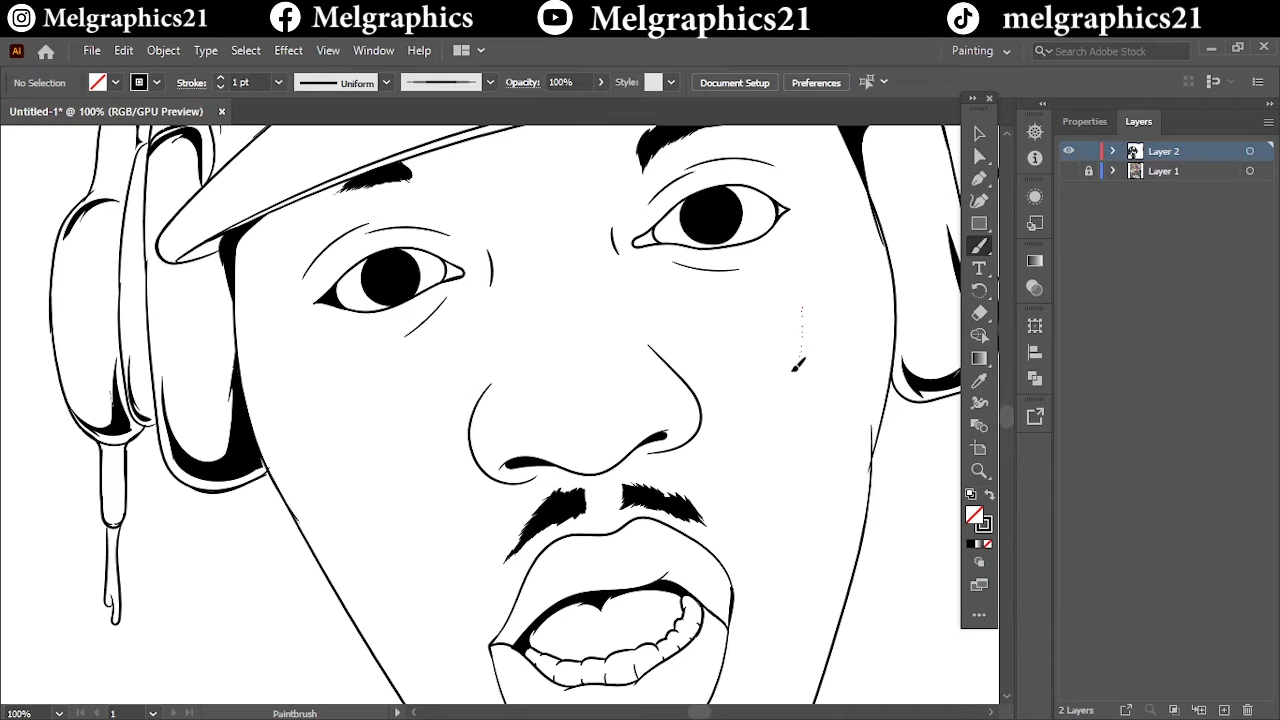 Melgraphics21 Melgraphics Melgraphics21 melgraphics21
Ai File Edit Object Type Select Effect View Window Help Painting Search Adobe Stock
No Selection Stroke: 1 pt Uniform Opacity: 100% Style: Document Setup Preferences
Untitled-1* @ 100% (RGB/GPU Preview)
Properties Layers
Layer 2
Layer 1
100% 1 Paintbrush 2 Layers